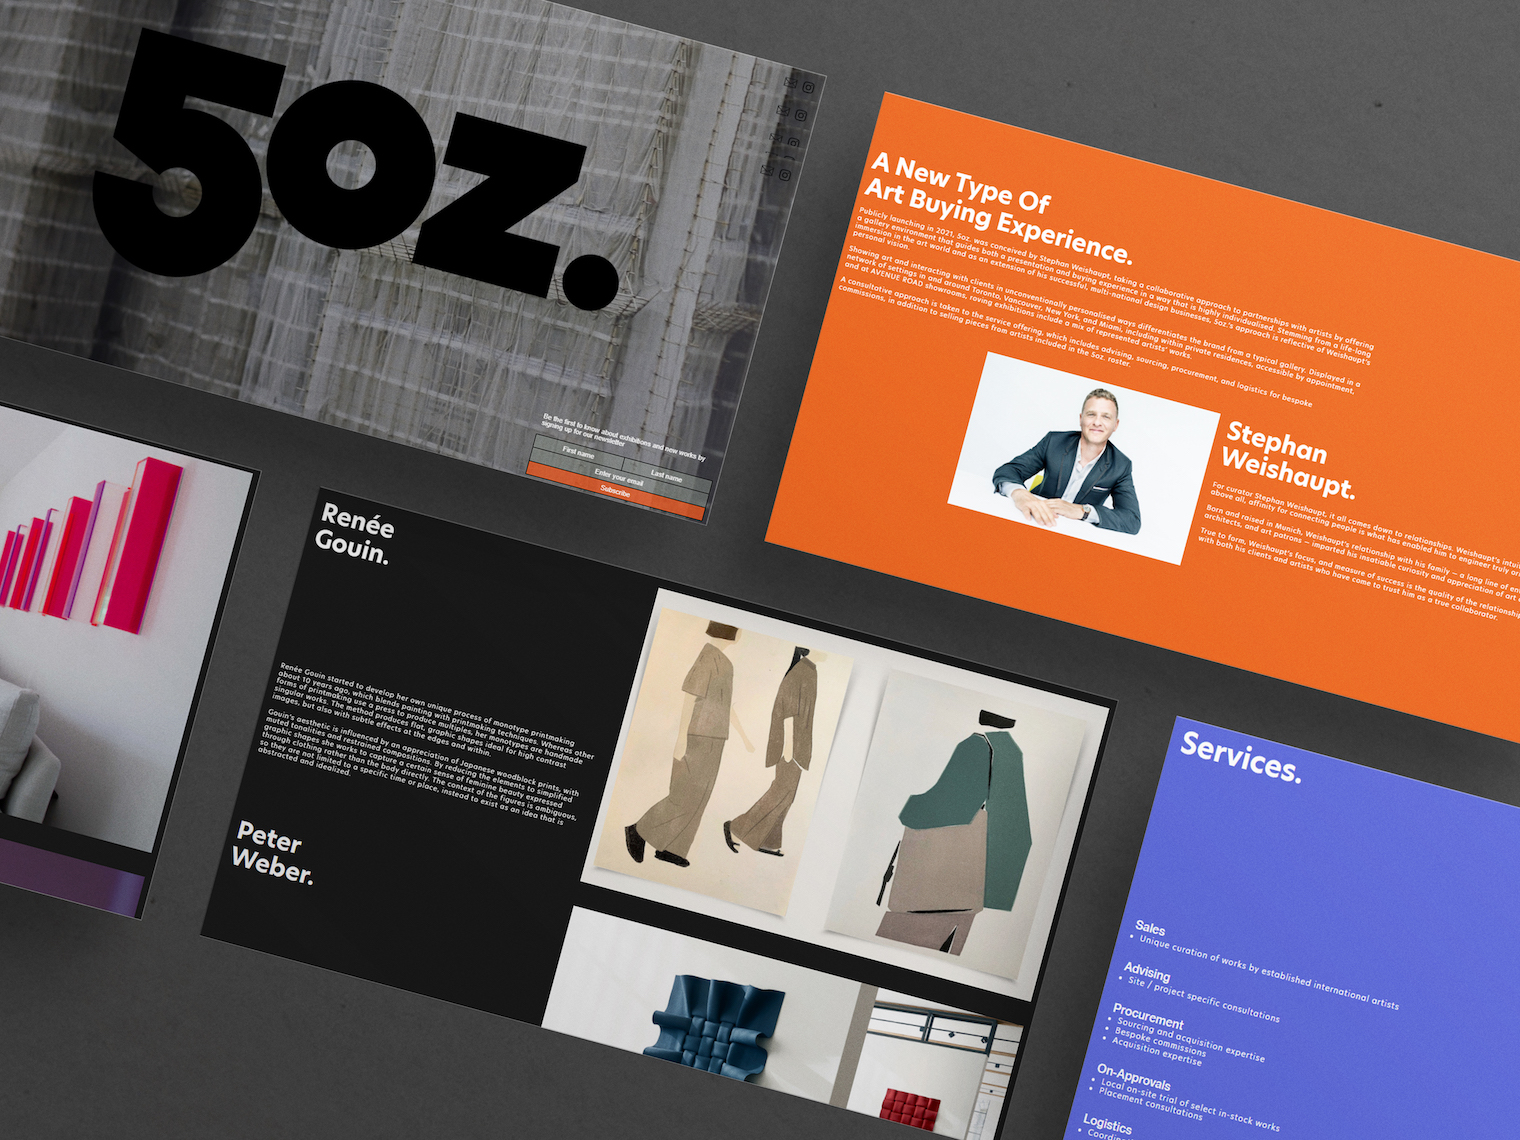 5oz.
Be the first to know about exhibitions and new works by
signing up for our newsletter
First name
Last name
Enter your email
Subscribe
A New Type Of
Art Buying Experience.
Publicly launching in 2021, 5oz. was conceived by Stephan Weishaupt, taking a collaborative approach to partnerships with artists by offering
a gallery environment that guides both a presentation and buying experience in a way that is highly individualised. Stemming from a life-long
immersion in the art world and as an extension of his successful, multi-national design businesses, 5oz.'s approach is reflective of Weishaupt's
personal vision.
Showing art and interacting with clients in unconventionally personalised ways differentiates the brand from a typical gallery. Displayed in a
network of settings in and around Toronto, Vancouver, New York, and Miami, including within private residences, accessible by appointment,
and at AVENUE ROAD showrooms, roving exhibitions include a mix of represented artists' works.
A consultative approach is taken to the service offering, which includes advising, sourcing, procurement, and logistics for bespoke
commissions, in addition to selling pieces from artists included in the 5oz. roster.
Stephan
Weishaupt.
For curator Stephan Weishaupt, it all comes down to relationships. Weishaupt's
above all, affinity for connecting people is what has enabled him to engineer truly
Born and raised in Munich, Weishaupt's relationship with his family – a long line of
architects, and art patrons – imparted his insatiable curiosity and appreciation of art
True to form, Weishaupt's focus, and measure of success is the quality of the
with both his clients and artists who have come to trust him as a true collaborator.
Renée
Gouin.
Renée Gouin started to develop her own unique process of monotype printmaking
about 10 years ago, which blends painting with printmaking techniques. Whereas other
forms of printmaking use a press to produce multiples, her monotypes are handmade
singular works. The method produces flat, graphic shapes ideal for high contrast
images, but also with subtle effects at the edges and within.
Gouin's aesthetic is influenced by an appreciation of Japanese woodblock prints, with
muted tonalities and restrained compositions. By reducing the elements to simplified
graphic shapes she works to capture a certain sense of feminine beauty expressed
through clothing rather than the body directly. The context of the figures is ambiguous,
so they are not limited to a specific time or place, instead to exist as an idea that is
abstracted and idealized.
Peter
Weber.
Services.
Sales
• Unique curation of works by established international artists
Advising
• Site / project specific consultations
Procurement
• Sourcing and acquisition expertise
• Bespoke commissions
• Acquisition expertise
On-Approvals
• Local on-site trial of select in-stock works
• Placement consultations
Logistics